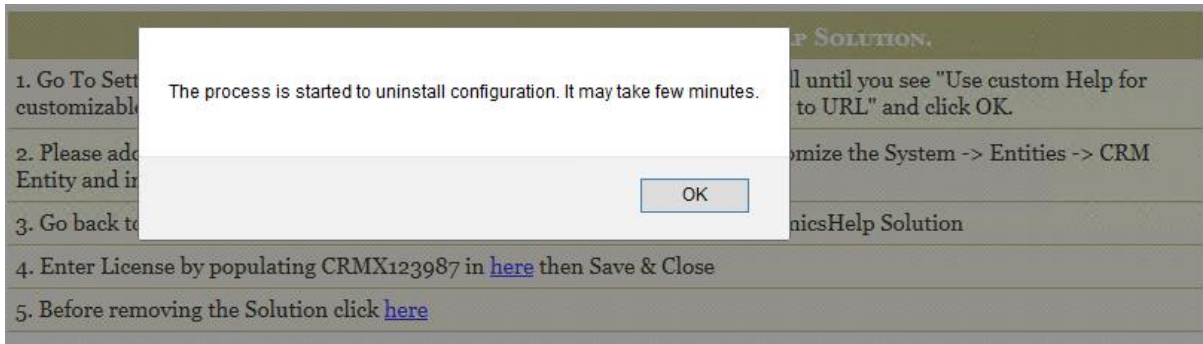 P SOLUTION.
1. Go To Sett
ll until you see "Use custom Help for
customizabl
to URL" and click OK.
The process is started to uninstall configuration. It may take few minutes.
2. Please add
omize the System -> Entities -> CRM
Entity and in
OK
3. Go back to
nicsHelp Solution
4. Enter License by populating CRMX123987 in here then Save & Close
5. Before removing the Solution click here